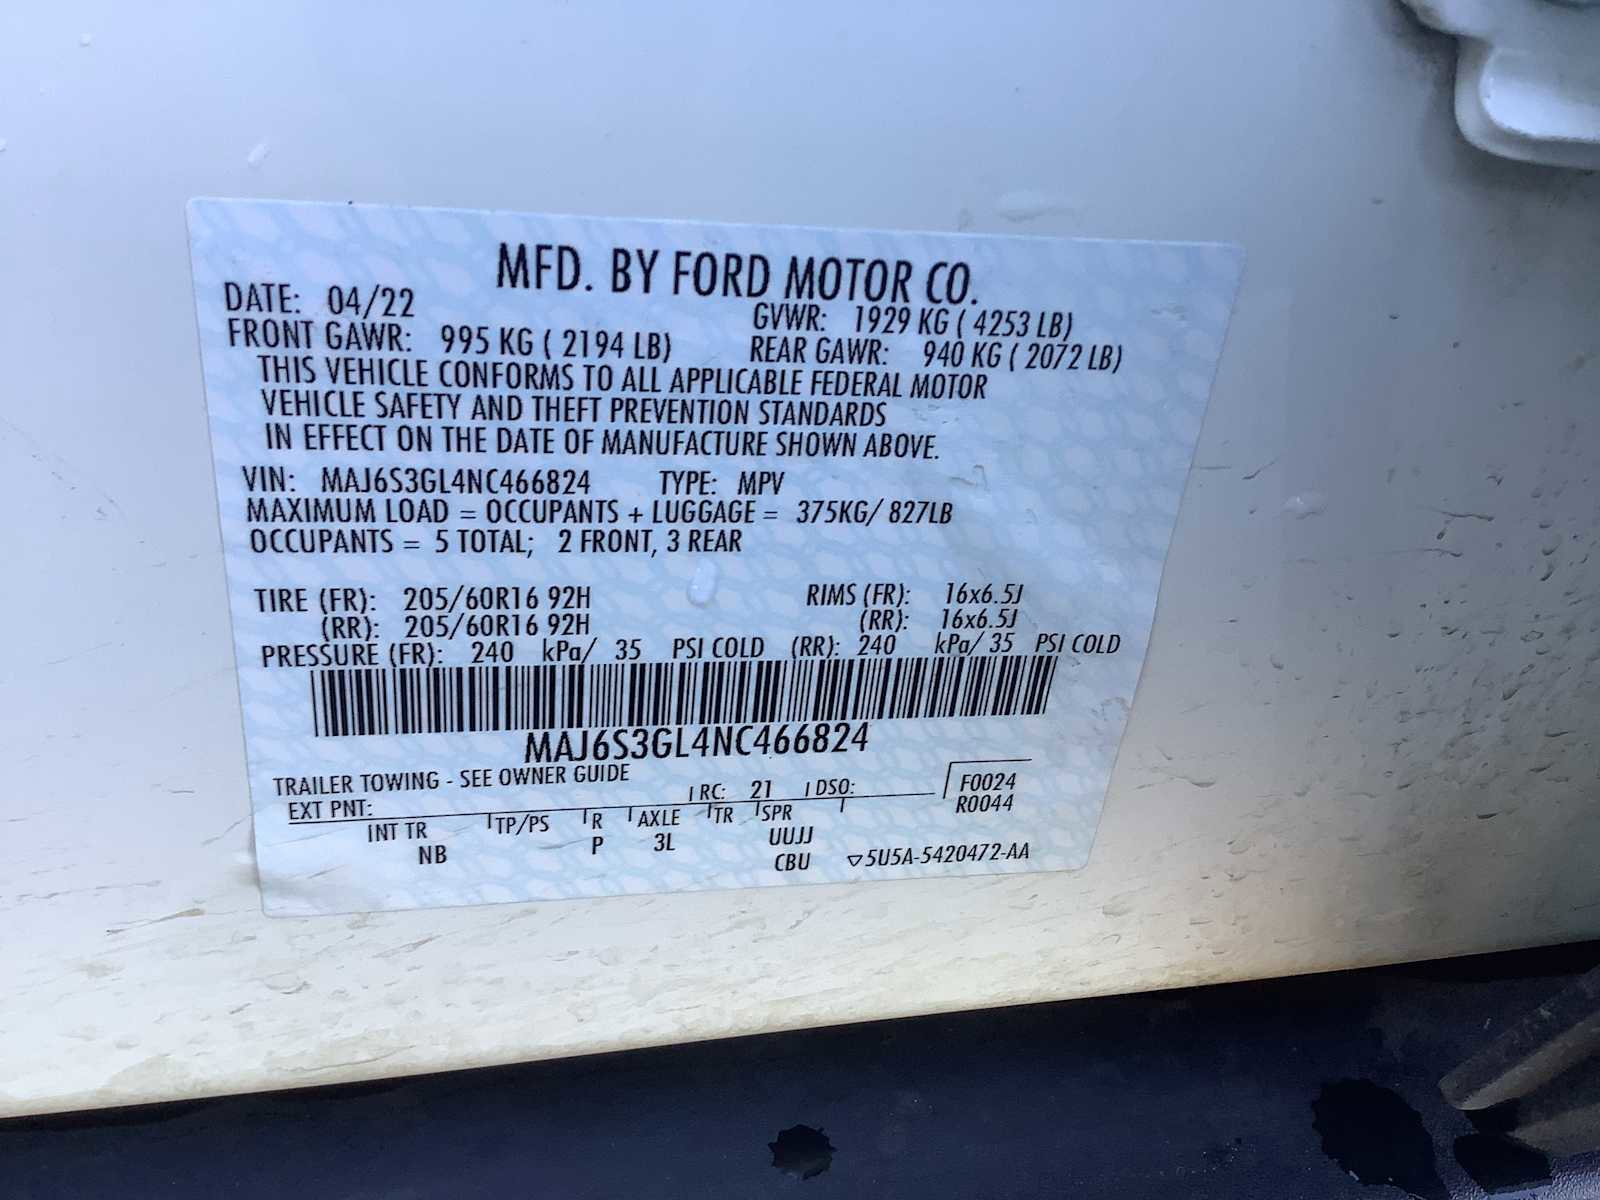 MFD. BY FORD MOTOR CO.
DATE: 04/22 GVWR: 1929 KG ( 4253 LB)
FRONT GAWR: 995 KG ( 2194 LB) REAR GAWR: 940 KG ( 2072 LB)
THIS VEHICLE CONFORMS TO ALL APPLICABLE FEDERAL MOTOR
VEHICLE SAFETY AND THEFT PREVENTION STANDARDS
IN EFFECT ON THE DATE OF MANUFACTURE SHOWN ABOVE.
VIN: MAJ6S3GL4NC466824 TYPE: MPV
MAXIMUM LOAD = OCCUPANTS + LUGGAGE = 375KG/ 827LB
OCCUPANTS = 5 TOTAL; 2 FRONT, 3 REAR
TIRE (FR): 205/60R16 92H RIMS (FR): 16x6.5J
(RR): 205/60R16 92H (RR): 16x6.5J
PRESSURE (FR): 240 kPa/ 35 PSI COLD (RR): 240 kPa/ 35 PSI COLD
MAJ6S3GL4NC466824
TRAILER TOWING - SEE OWNER GUIDE
EXT PNT: RC: 21 DSO: F0024
R0044
INT TR TP/PS R AXLE TR SPR
NB P 3L UUJJ
CBU 5U5A-5420472-AA